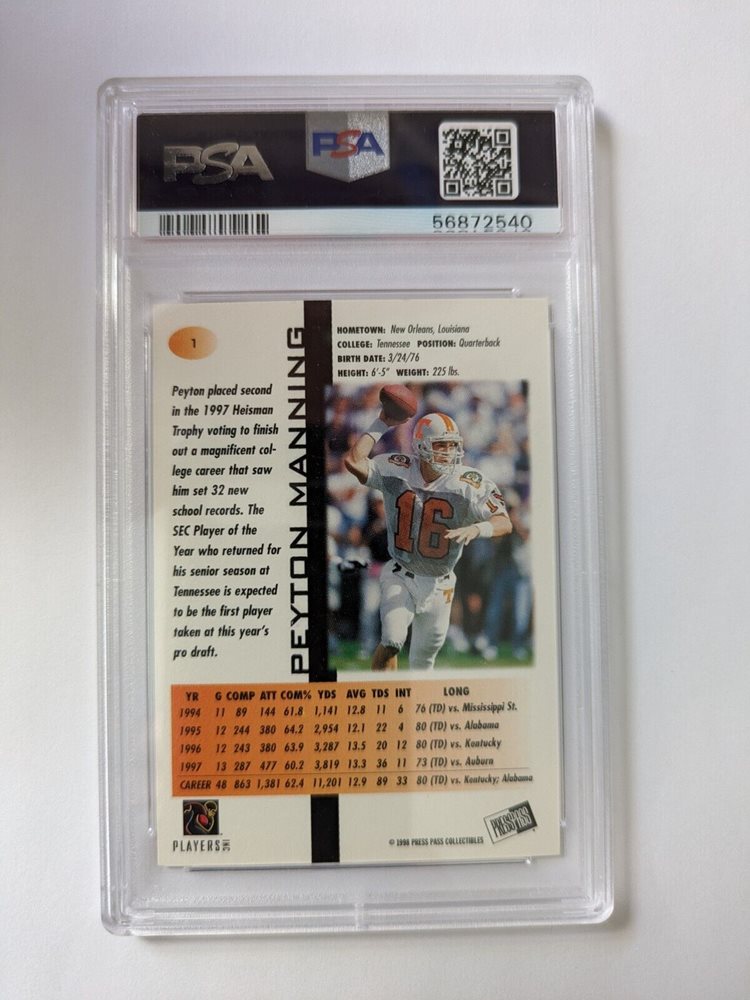 PSA
PSA
56872540
1
HOMETOWN: New Orleans, Louisiana
COLLEGE: Tennessee POSITION: Quarterback
BIRTH DATE: 3/24/76
HEIGHT: 6'-5" WEIGHT: 225 lbs.
Peyton placed second
in the 1997 Heisman
Trophy voting to finish
out a magnificent col-
lege career that saw
him set 32 new
school records. The
SEC Player of the
Year who returned for
his senior season at
Tennessee is expected
to be the first player
taken at this year's
pro draft.
PEYTON MANNING
16
16
T
YR G COMP ATT COM% YDS AVG TDS INT LONG
1994 11 89 144 61.8 1,141 12.8 11 6 76 (TD) vs. Mississippi St.
1995 12 244 380 64.2 2,954 12.1 22 4 80 (TD) vs. Alabama
1996 12 243 380 63.9 3,287 13.5 20 12 80 (TD) vs. Kentucky
1997 13 287 477 60.2 3,819 13.3 36 11 73 (TD) vs. Auburn
CAREER 48 863 1,381 62.4 11,201 12.9 89 33 80 (TD) vs. Kentucky; Alabama
PLAYERS INC
© 1998 PRESS PASS COLLECTIBLES
PRESS PASS